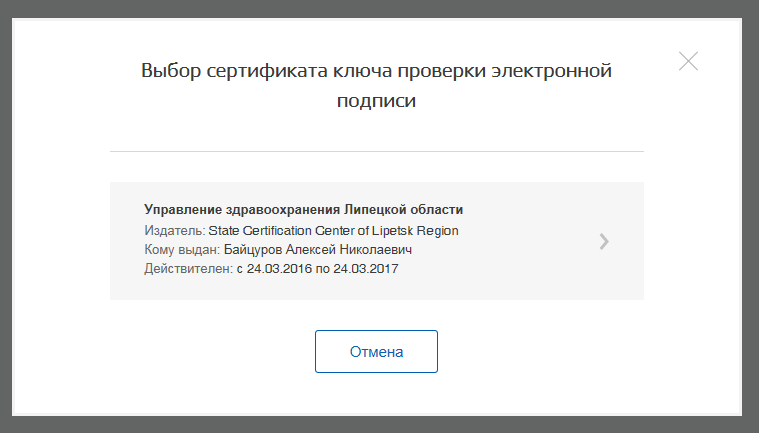 Выбор сертификата ключа проверки электронной
подписи
Управление здравоохранения Липецкой области
Издатель: State Certification Center of Lipetsk Region
Кому выдан: Байцуров Алексей Николаевич
Действителен: с 24.03.2016 по 24.03.2017
Отмена